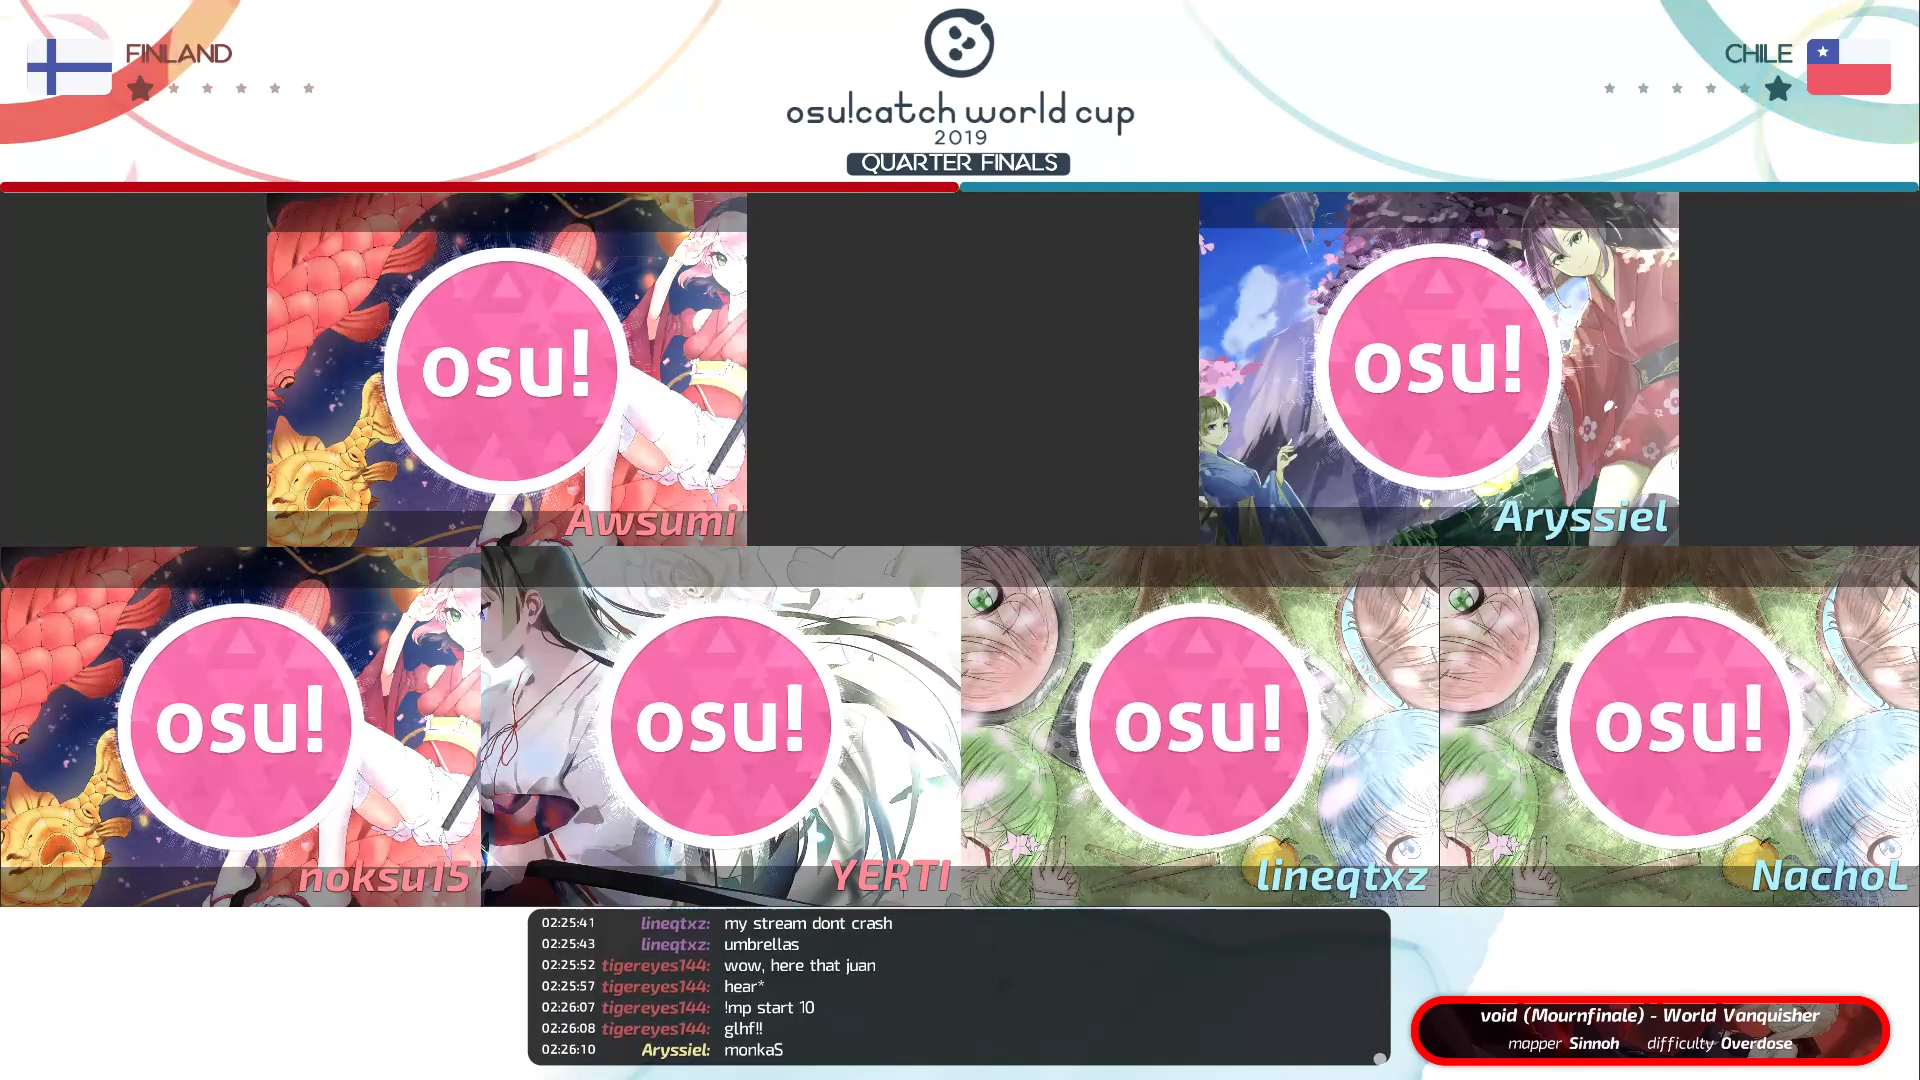 FINLAND
CHILE
osu!catch world cup
2019
QUARTER FINALS
osu!
Awsumi
osu!
Aryssiel
osu!
noksu15
osu!
YERTI
osu!
lineqtxz
osu!
NachoL
02:25:41 lineqtxz: my stream dont crash
02:25:43 lineqtxz: umbrellas
02:25:52 tigereyes144: wow, here that juan
02:25:57 tigereyes144: hear*
02:26:07 tigereyes144: !mp start 10
02:26:08 tigereyes144: glhf!!
02:26:10 Aryssiel: monkaS
void (Mournfinale) - World Vanquisher
mapper Sinnoh difficulty Overdose